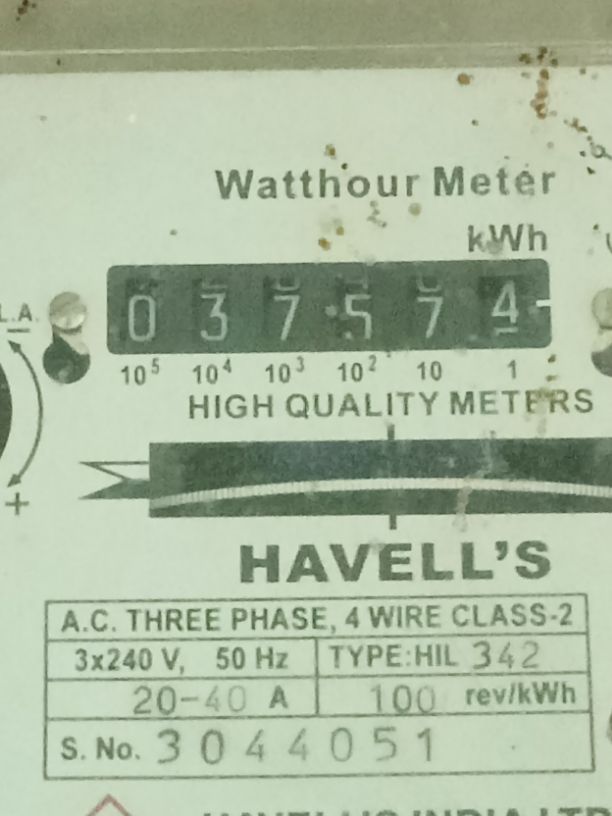 Watthour Meter
kWh
L.A.
0 3 7 5 7 4
10⁵ 10⁴ 10³ 10² 10 1
HIGH QUALITY METERS
+
HAVELL'S
A.C. THREE PHASE, 4 WIRE CLASS-2
3x240 V, 50 Hz TYPE:HIL 342
20-40 A 100 rev/kWh
S. No. 3044051